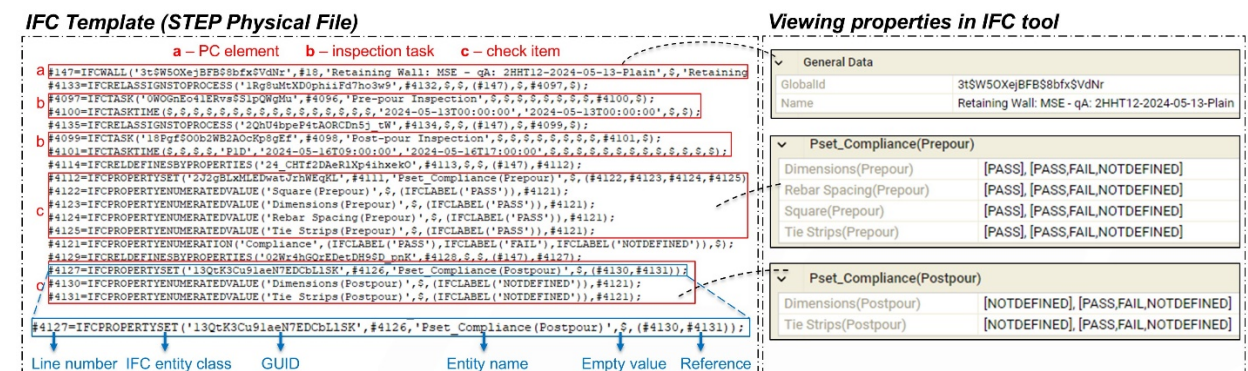 IFC Template (STEP Physical File)
a – PC element b – inspection task c – check item
a #147=IFCWALL('3t$W5OXejBFB$8bfx$VdNr',#18,'Retaining Wall: MSE - qA: 2HHT12-2024-05-13-Plain',$,'Retaining
#4133=IFCRELASSIGNSTOPROCESS('1Rg8uMtXD0phiiFd7ho3w9',#4132,$,$,(#147),$,#4097,$);
b #4097=IFCTASK('0WOGnEo41ERvs$S1pQWgMu',#4096,'Pre-pour Inspection',$,$,$,$,$,$,$,#4100,$);
#4100=IFCTASKTIME($,$,$,$,$,$,$,$,$,$,$,$,$,'2024-05-13T00:00:00','2024-05-13T00:00:00',$,$,$);
#4135=IFCRELASSIGNSTOPROCESS('2QhU4bpeP4tAORCDn5j_tW',#4134,$,$,(#147),$,#4099,$);
b #4099=IFCTASK('18Pgf$O0b2WB2AOcKp8gEf',#4098,'Post-pour Inspection',$,$,$,$,$,$,$,#4101,$);
#4101=IFCTASKTIME($,$,$,$,'P1D','2024-05-16T09:00:00','2024-05-16T17:00:00',$,$,$,$,$,$,$,$,$,$,$,$,$);
#4114=IFCRELDEFINESBYPROPERTIES('24_CHTf2DAeR1Xp4ihxekO',#4113,$,$,(#147),#4112);
#4112=IFCPROPERTYSET('2J2gBLxMLEDwatJrhWEqKL',#4111,'Pset_Compliance(Prepour)',$,(#4122,#4123,#4124,#4125)
#4122=IFCPROPERTYENUMERATEDVALUE('Square(Prepour)',$,(IFCLABEL('PASS')),#4121);
c #4123=IFCPROPERTYENUMERATEDVALUE('Dimensions(Prepour)',$,(IFCLABEL('PASS')),#4121);
#4124=IFCPROPERTYENUMERATEDVALUE('Rebar Spacing(Prepour)',$,(IFCLABEL('PASS')),#4121);
#4125=IFCPROPERTYENUMERATEDVALUE('Tie Strips(Prepour)',$,(IFCLABEL('PASS')),#4121);
#4121=IFCPROPERTYENUMERATION('Compliance',(IFCLABEL('PASS'),IFCLABEL('FAIL'),IFCLABEL('NOTDEFINED')),$);
#4129=IFCRELDEFINESBYPROPERTIES('02Wr4hGQrEDetDH9$D_pnK',#4128,$,$,(#147),#4127);
#4127=IFCPROPERTYSET('13QtK3Cu91aeN7EDCbL1SK',#4126,'Pset_Compliance(Postpour)',$,(#4130,#4131));
c #4130=IFCPROPERTYENUMERATEDVALUE('Dimensions(Postpour)',$,(IFCLABEL('NOTDEFINED')),#4121);
#4131=IFCPROPERTYENUMERATEDVALUE('Tie Strips(Postpour)',$,(IFCLABEL('NOTDEFINED')),#4121);
#4127=IFCPROPERTYSET('13QtK3Cu91aeN7EDCbL1SK',#4126,'Pset_Compliance(Postpour)',$,(#4130,#4131));
Line number IFC entity class GUID Entity name Empty value Reference
Viewing properties in IFC tool
General Data
GlobalId 3t$W5OXejBFB$8bfx$VdNr
Name Retaining Wall: MSE - qA: 2HHT12-2024-05-13-Plain
Pset_Compliance(Prepour)
Dimensions(Prepour) [PASS], [PASS,FAIL,NOTDEFINED]
Rebar Spacing(Prepour) [PASS], [PASS,FAIL,NOTDEFINED]
Square(Prepour) [PASS], [PASS,FAIL,NOTDEFINED]
Tie Strips(Prepour) [PASS], [PASS,FAIL,NOTDEFINED]
Pset_Compliance(Postpour)
Dimensions(Postpour) [NOTDEFINED], [PASS,FAIL,NOTDEFINED]
Tie Strips(Postpour) [NOTDEFINED], [PASS,FAIL,NOTDEFINED]